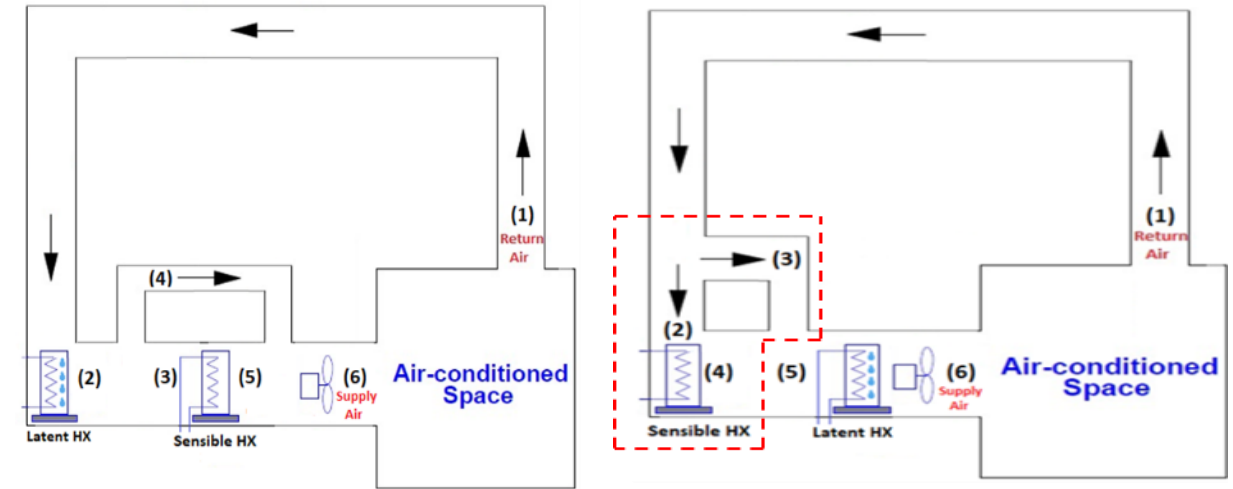 (1)
Return
Air
(4)
(2)
(3)
(5)
(6)
Supply
Air
Air-conditioned
Space
Latent HX
Sensible HX
(1)
Return
Air
(3)
(2)
(4)
(5)
(6)
Supply
Air
Air-conditioned
Space
Sensible HX
Latent HX